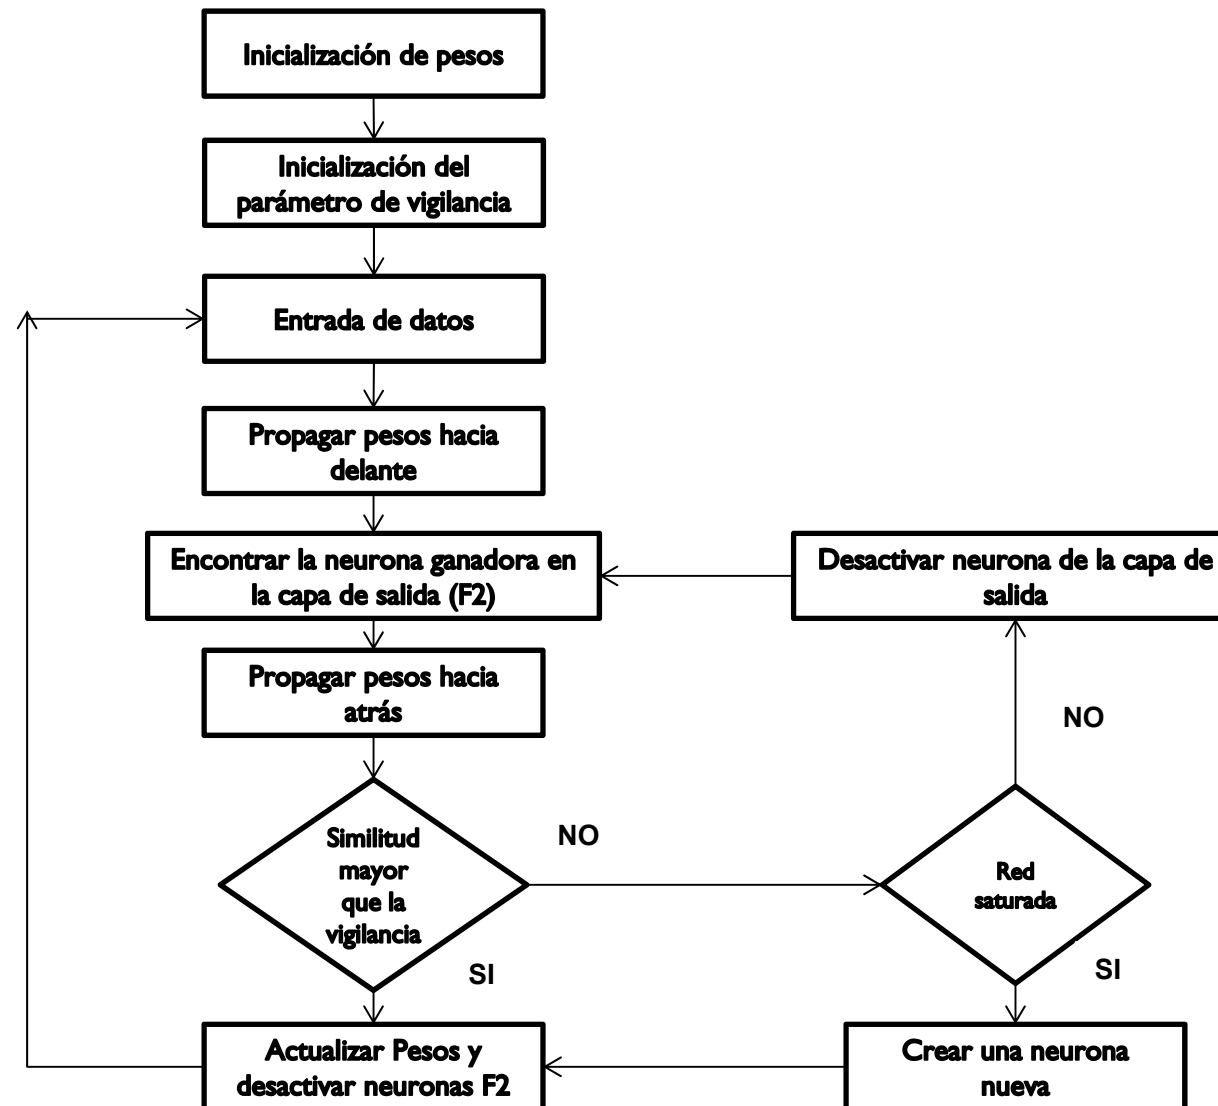 Inicialización de pesos
Inicialización del
parámetro de vigilancia
Entrada de datos
Propagar pesos hacia
delante
Encontrar la neurona ganadora en
la capa de salida (F2)
Desactivar neurona de la capa de
salida
Propagar pesos hacia
atrás
NO
Similitud
mayor
que la
vigilancia
NO
Red
saturada
SI
SI
Actualizar Pesos y
desactivar neuronas F2
Crear una neurona
nueva